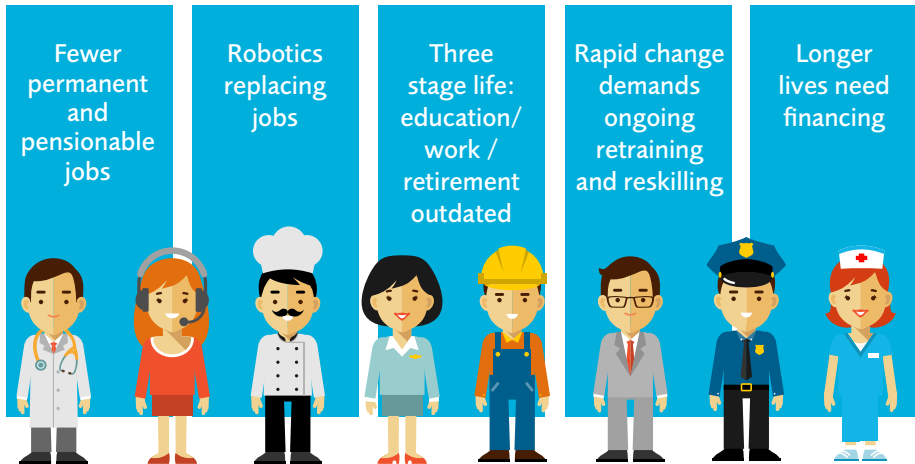 Fewer
permanent
and
pensionable
jobs
Robotics
replacing
jobs
Three
stage life:
education/
work /
retirement
outdated
Rapid change
demands
ongoing
retraining
and reskilling
Longer
lives need
financing